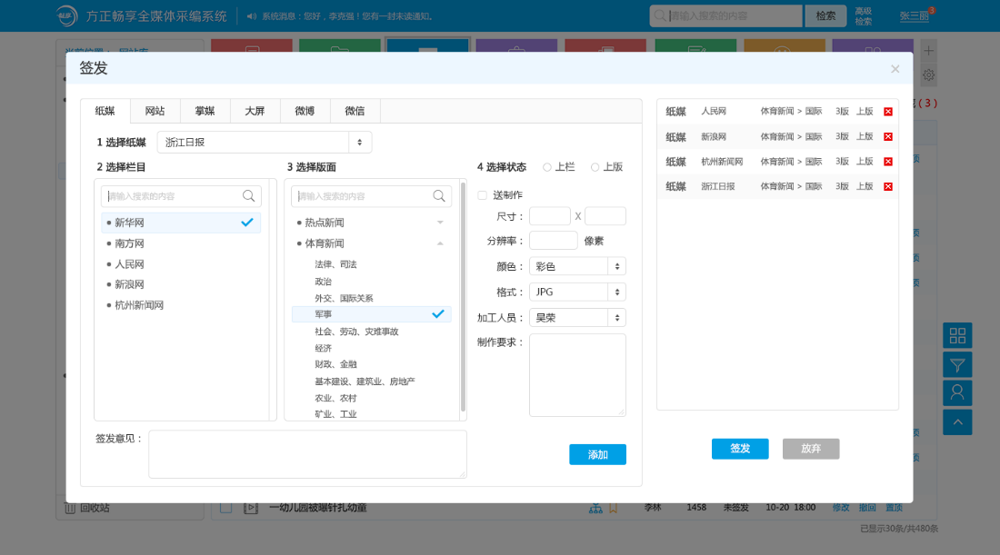 方正畅享全媒体采编系统
系统消息：您好，李克强！您有一封未读通知。
请输入搜索的内容
检索
高级
检索
张三丽
3
签发
×
(3)
纸媒 网站 掌媒 大屏 微博 微信
1 选择纸媒 浙江日报
2 选择栏目
请输入搜索的内容
新华网
南方网
人民网
新浪网
杭州新闻网
3 选择版面
请输入搜索的内容
热点新闻
体育新闻
法律、司法
政治
外交、国际关系
军事
社会、劳动、灾难事故
经济
财政、金融
基本建设、建筑业、房地产
农业、农村
矿业、工业
4 选择状态 上栏 上版
送制作
尺寸： X
分辨率： 像素
颜色： 彩色
格式： JPG
加工人员： 吴荣
制作要求：
签发意见：
添加
纸媒 人民网 体育新闻 > 国际 3版 上版
纸媒 新浪网 体育新闻 > 国际 3版 上版
纸媒 杭州新闻网 体育新闻 > 国际 3版 上版
纸媒 浙江日报 体育新闻 > 国际 3版 上版
签发 放弃
回收站
一幼儿园被曝针扎幼童 李林 1458 未签发 10-20 18:00 修改 撤回 置顶
已显示30条/共480条